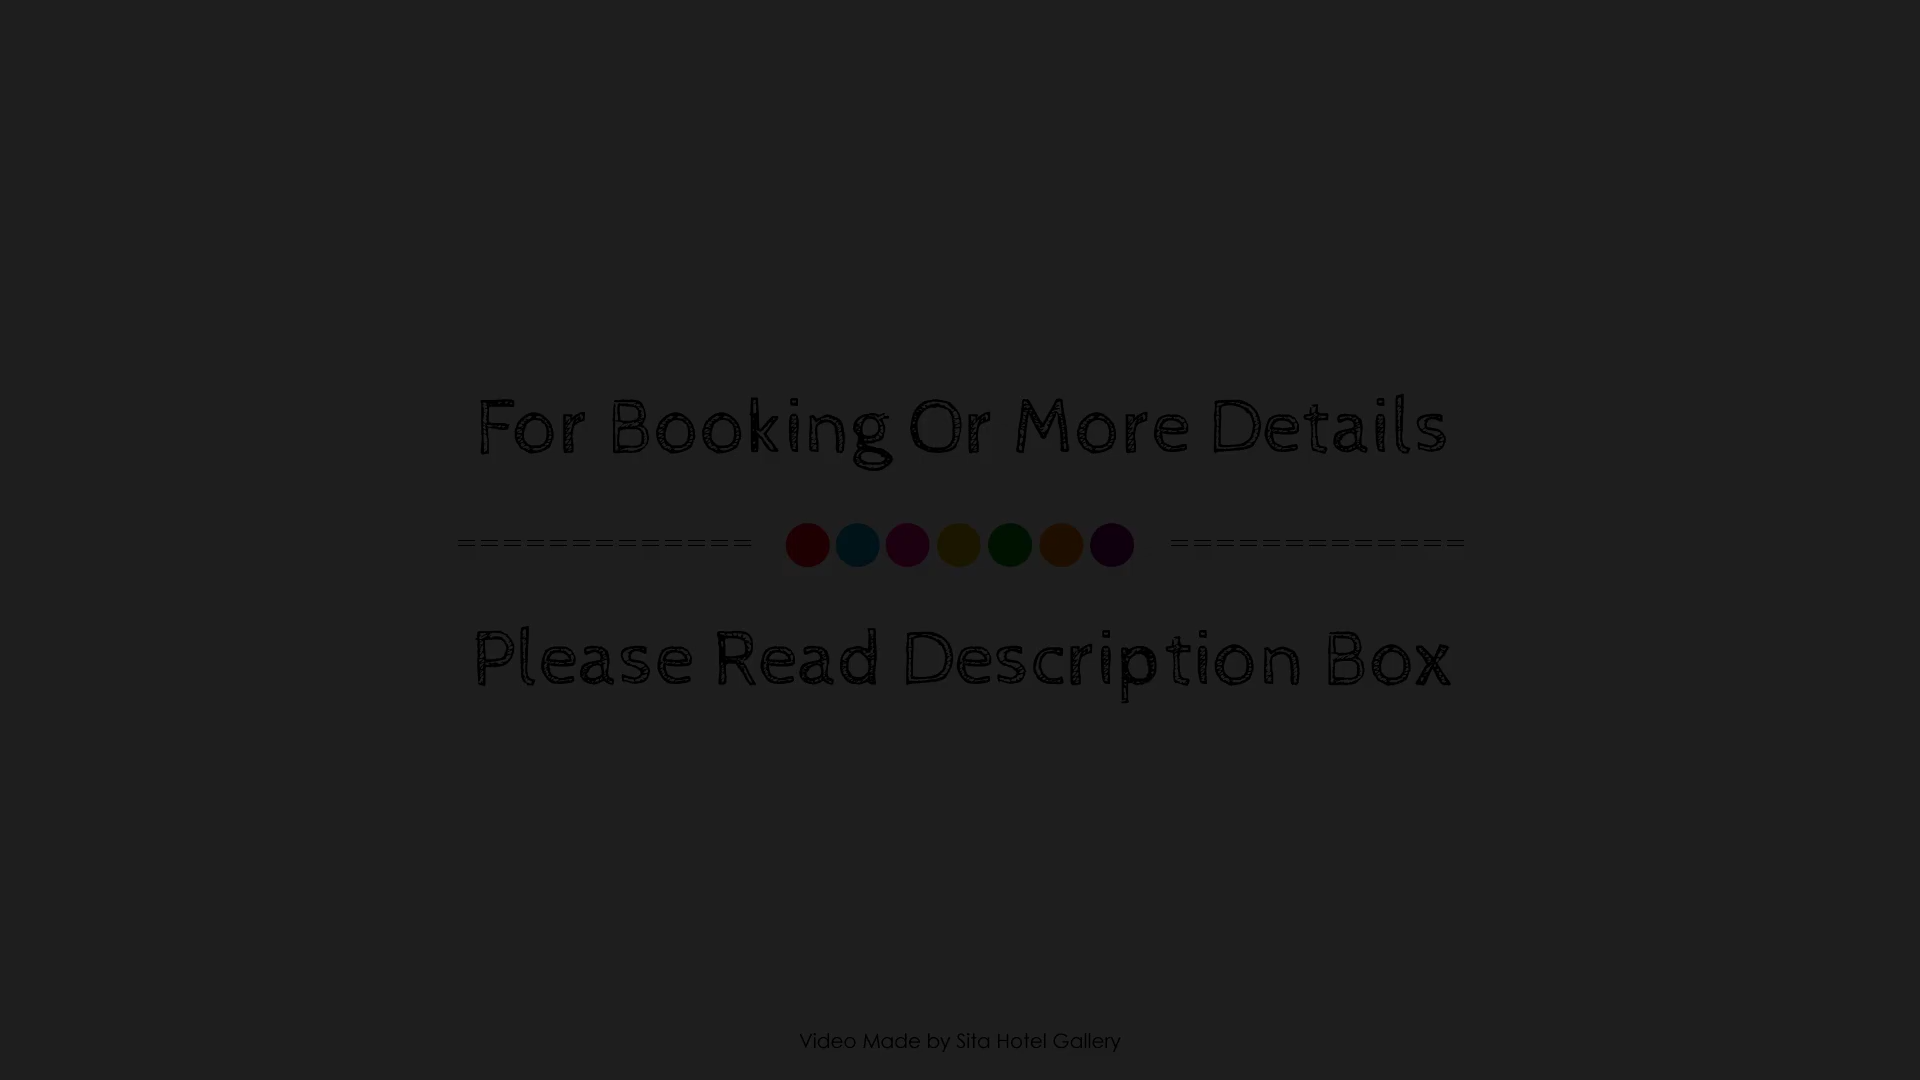 For Booking Or More Details
============= =============
Please Read Description Box
Video Made by Sita Hotel Gallery